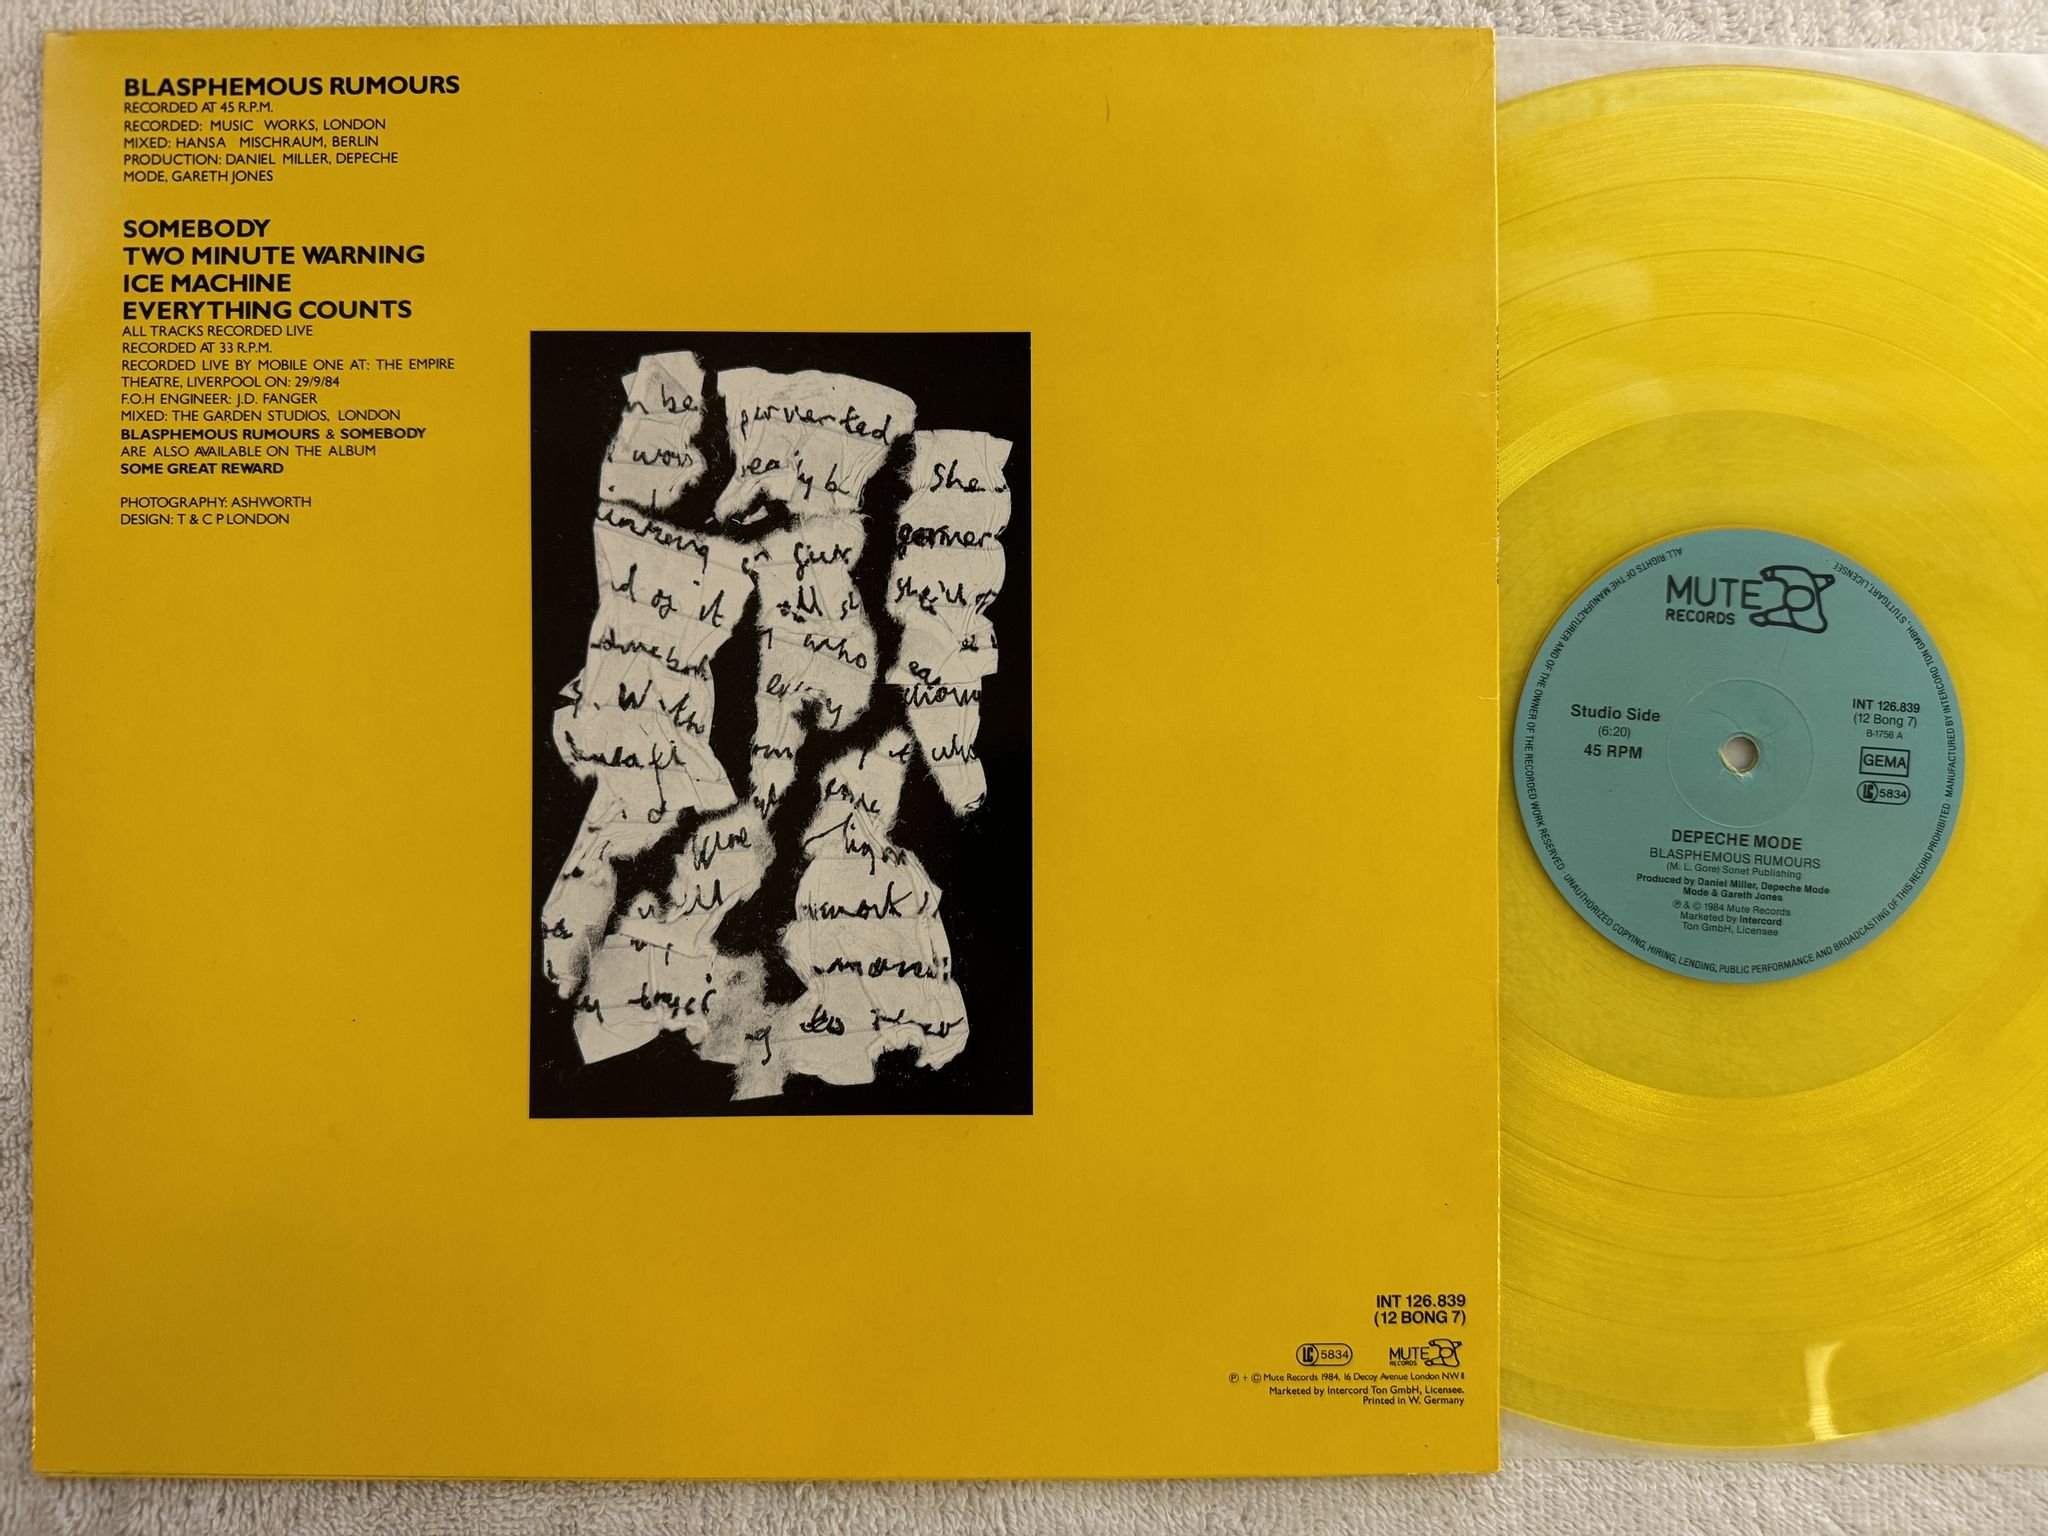 BLASPHEMOUS RUMOURS
RECORDED AT 45 R.P.M.
RECORDED: MUSIC WORKS, LONDON
MIXED: HANSA MISCHRAUM, BERLIN
PRODUCTION: DANIEL MILLER, DEPECHE
MODE, GARETH JONES
SOMEBODY
TWO MINUTE WARNING
ICE MACHINE
EVERYTHING COUNTS
ALL TRACKS RECORDED LIVE
RECORDED AT 33 R.P.M.
RECORDED LIVE BY MOBILE ONE AT: THE EMPIRE
THEATRE, LIVERPOOL ON: 29/9/84
F.O.H ENGINEER: J.D. FANGER
MIXED: THE GARDEN STUDIOS, LONDON
BLASPHEMOUS RUMOURS & SOMEBODY
ARE ALSO AVAILABLE ON THE ALBUM
SOME GREAT REWARD
PHOTOGRAPHY: ASHWORTH
DESIGN: T & C P LONDON
be
perverted
she
of it
who
will
INT 126.839
(12 BONG 7)
LC 5834
MUTE
RECORDS
℗ + © Mute Records 1984, 16 Decoy Avenue London NW11
Marketed by Intercord Ton GmbH, Licensee.
Printed in W. Germany
MUTE
RECORDS
Studio Side
(6:20)
45 RPM
INT 126.839
(12 Bong 7)
B-1756 A
GEMA
LC 5834
DEPECHE MODE
BLASPHEMOUS RUMOURS
(M. L. Gore) Sonet Publishing
Produced by Daniel Miller, Depeche Mode
Mode & Gareth Jones
℗ & © 1984 Mute Records
Marketed by Intercord
Ton GmbH, Licensee
ALL RIGHTS OF THE MANUFACTURER AND OF THE OWNER OF THE RECORDED WORK RESERVED. UNAUTHORIZED COPYING, HIRING, LENDING, PUBLIC PERFORMANCE AND BROADCASTING OF THIS RECORD PROHIBITED. MANUFACTURED BY INTERCORD TON GMBH., STUTTGART, LICENSEE